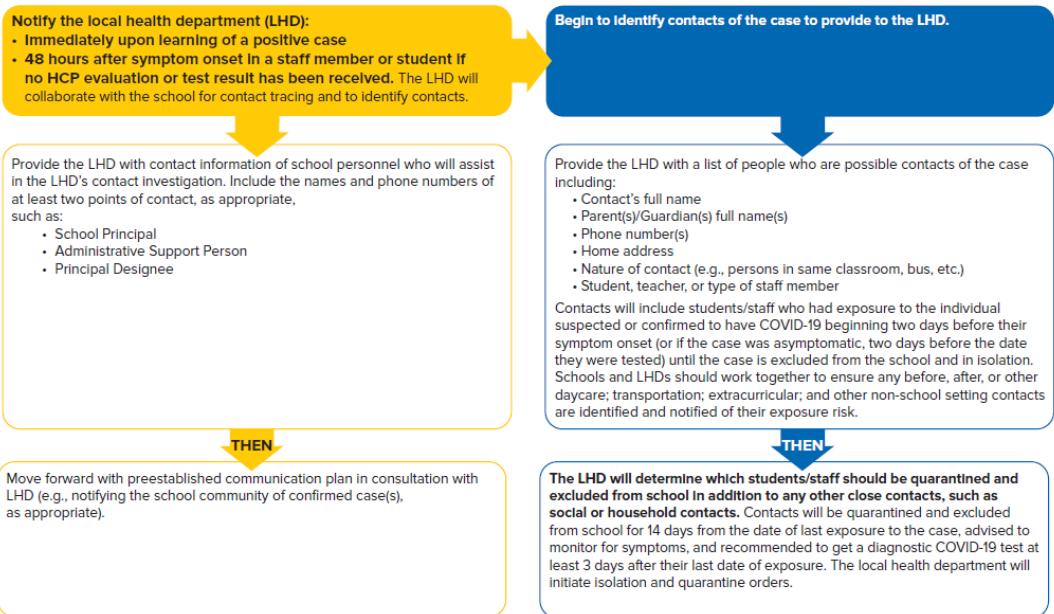 Notify the local health department (LHD):
• Immediately upon learning of a positive case
• 48 hours after symptom onset in a staff member or student if
no HCP evaluation or test result has been received. The LHD will
collaborate with the school for contact tracing and to identify contacts.
Begin to identify contacts of the case to provide to the LHD.
Provide the LHD with contact information of school personnel who will assist
in the LHD's contact investigation. Include the names and phone numbers of
at least two points of contact, as appropriate,
such as:
• School Principal
• Administrative Support Person
• Principal Designee
Provide the LHD with a list of people who are possible contacts of the case
including:
• Contact's full name
• Parent(s)/Guardian(s) full name(s)
• Phone number(s)
• Home address
• Nature of contact (e.g., persons in same classroom, bus, etc.)
• Student, teacher, or type of staff member
Contacts will include students/staff who had exposure to the individual
suspected or confirmed to have COVID-19 beginning two days before their
symptom onset (or if the case was asymptomatic, two days before the date
they were tested) until the case is excluded from the school and in isolation.
Schools and LHDs should work together to ensure any before, after, or other
daycare; transportation; extracurricular; and other non-school setting contacts
are identified and notified of their exposure risk.
THEN
THEN
Move forward with preestablished communication plan in consultation with
LHD (e.g., notifying the school community of confirmed case(s),
as appropriate).
The LHD will determine which students/staff should be quarantined and
excluded from school in addition to any other close contacts, such as
social or household contacts. Contacts will be quarantined and excluded
from school for 14 days from the date of last exposure to the case, advised to
monitor for symptoms, and recommended to get a diagnostic COVID-19 test at
least 3 days after their last date of exposure. The local health department will
initiate isolation and quarantine orders.